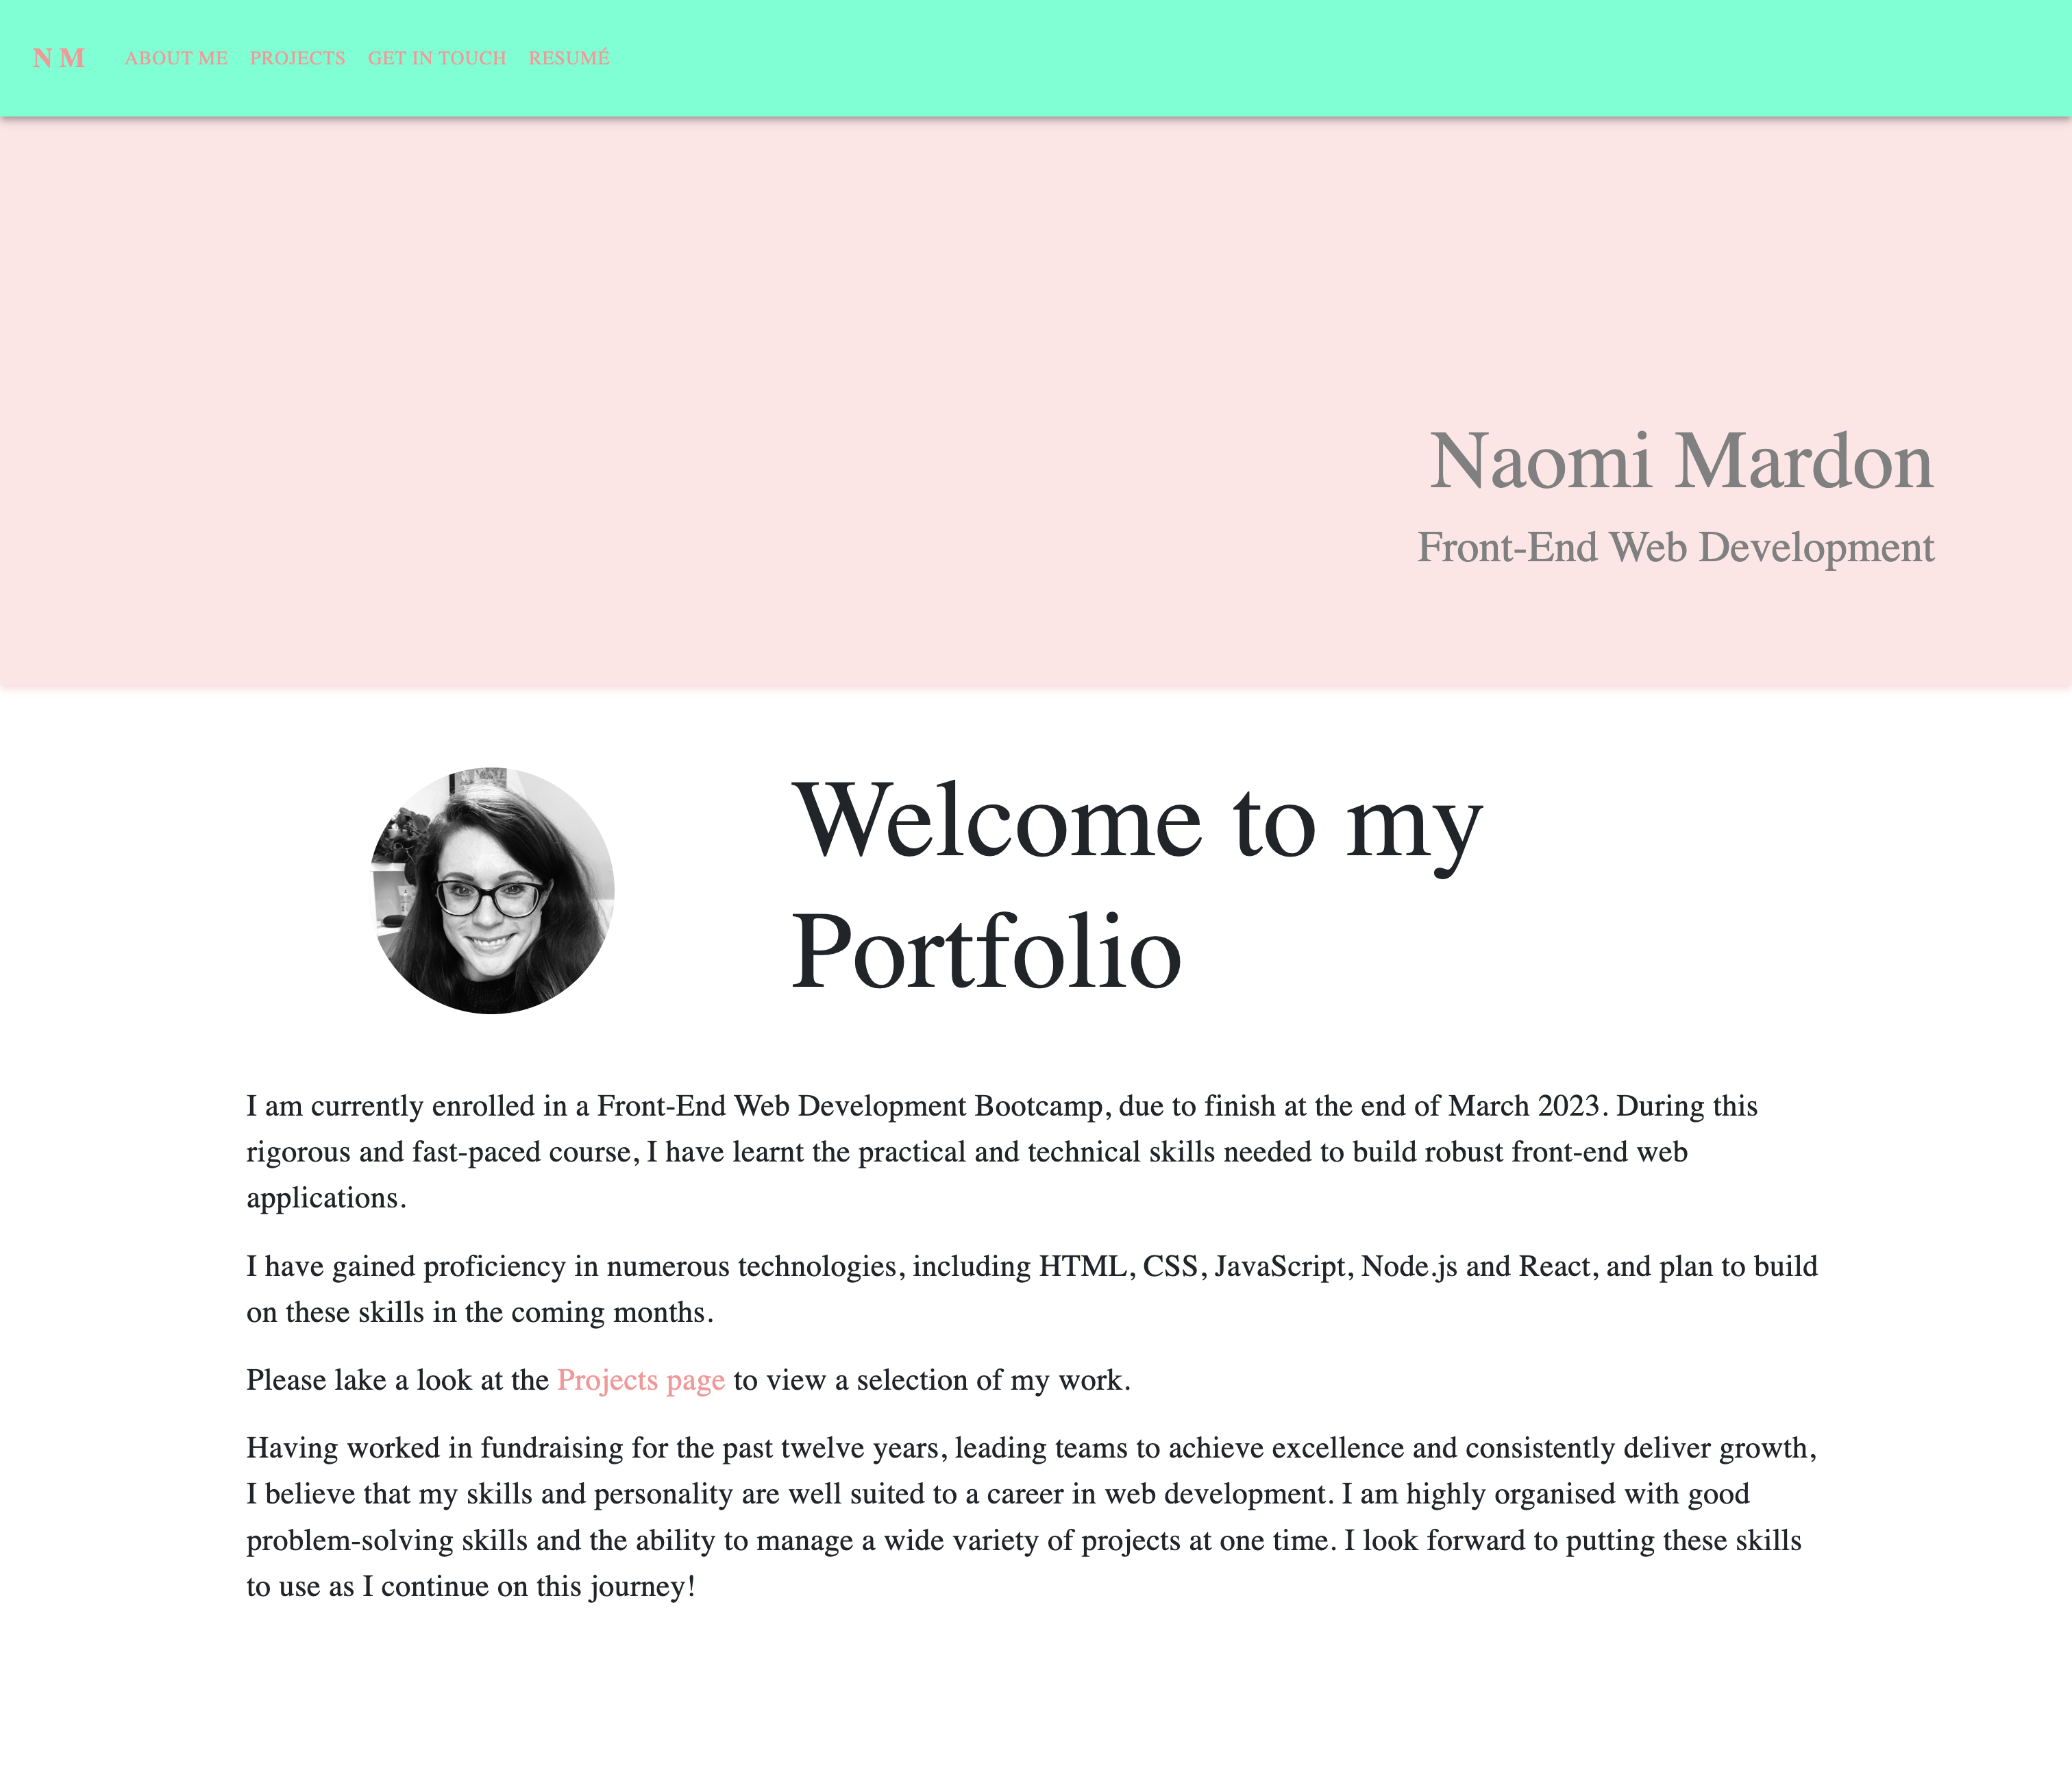 N M ABOUT ME PROJECTS GET IN TOUCH RESUMÉ
Naomi Mardon
Front-End Web Development
Welcome to my
Portfolio
I am currently enrolled in a Front-End Web Development Bootcamp, due to finish at the end of March 2023. During this
rigorous and fast-paced course, I have learnt the practical and technical skills needed to build robust front-end web
applications.
I have gained proficiency in numerous technologies, including HTML, CSS, JavaScript, Node.js and React, and plan to build
on these skills in the coming months.
Please lake a look at the Projects page to view a selection of my work.
Having worked in fundraising for the past twelve years, leading teams to achieve excellence and consistently deliver growth,
I believe that my skills and personality are well suited to a career in web development. I am highly organised with good
problem-solving skills and the ability to manage a wide variety of projects at one time. I look forward to putting these skills
to use as I continue on this journey!